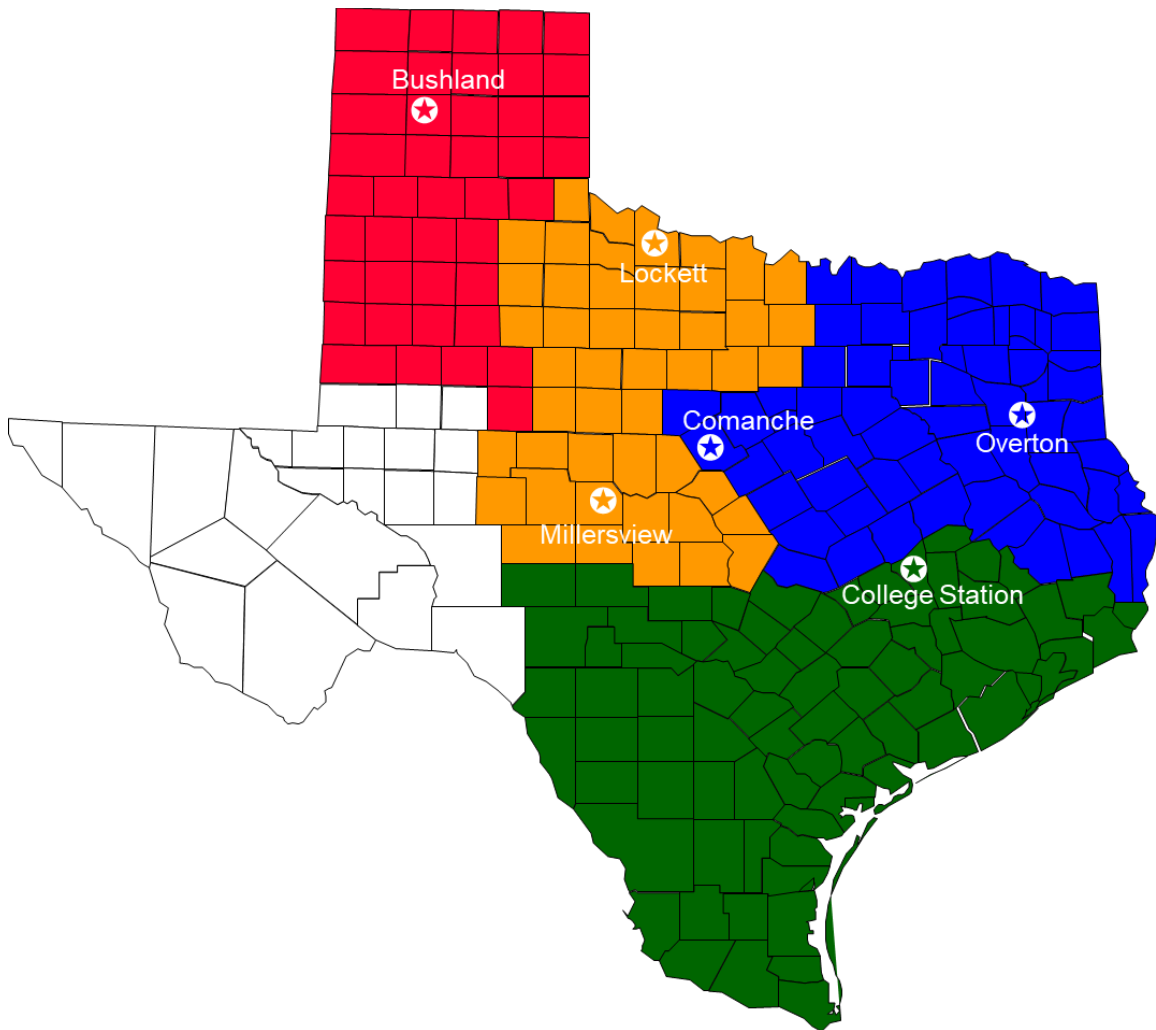 Bushland
Lockett
Comanche
Overton
Millersview
College Station